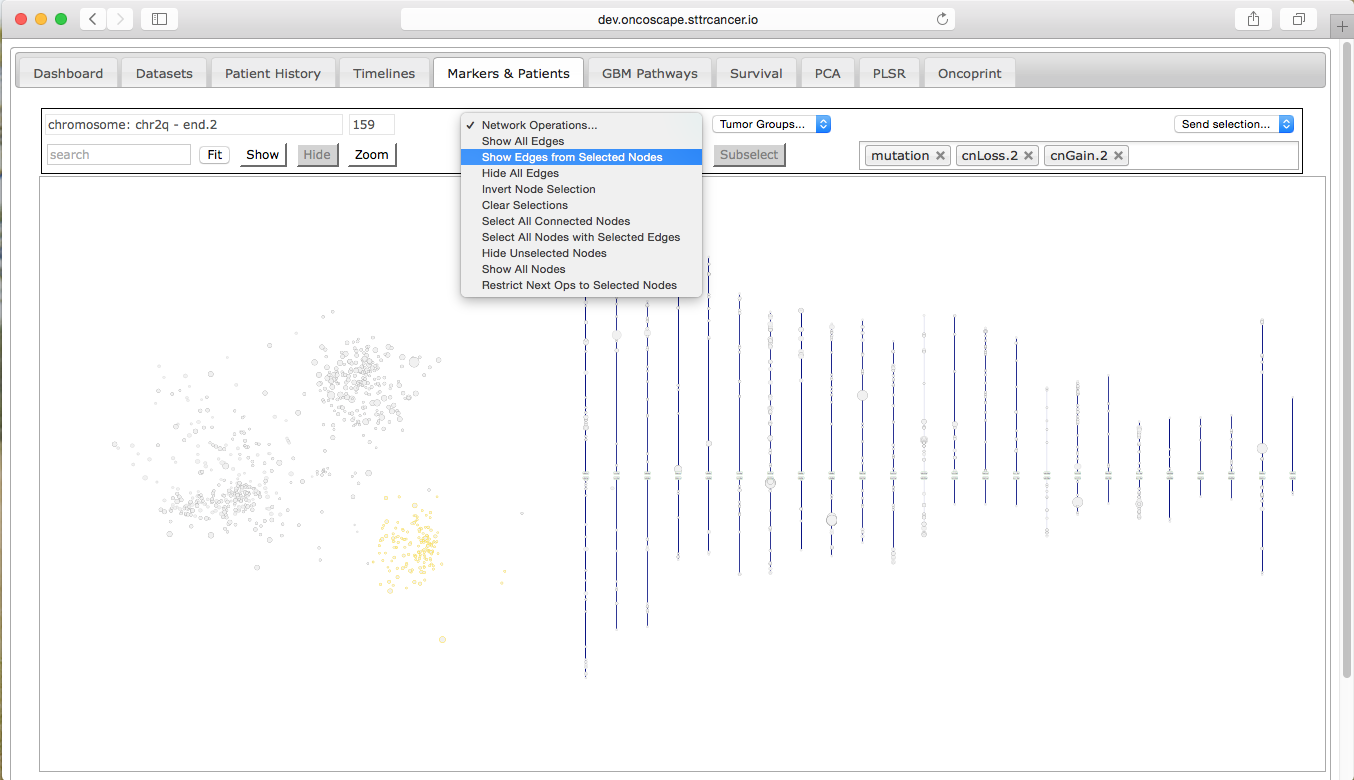 dev.oncoscape.sttrcancer.io
Dashboard Datasets Patient History Timelines Markers & Patients GBM Pathways Survival PCA PLSR Oncoprint
chromosome: chr2q - end.2 159 Network Operations... Tumor Groups... Send selection...
search Fit Show Hide Zoom Subselect mutation cnLoss.2 cnGain.2
Show All Edges
Show Edges from Selected Nodes
Hide All Edges
Invert Node Selection
Clear Selections
Select All Connected Nodes
Select All Nodes with Selected Edges
Hide Unselected Nodes
Show All Nodes
Restrict Next Ops to Selected Nodes